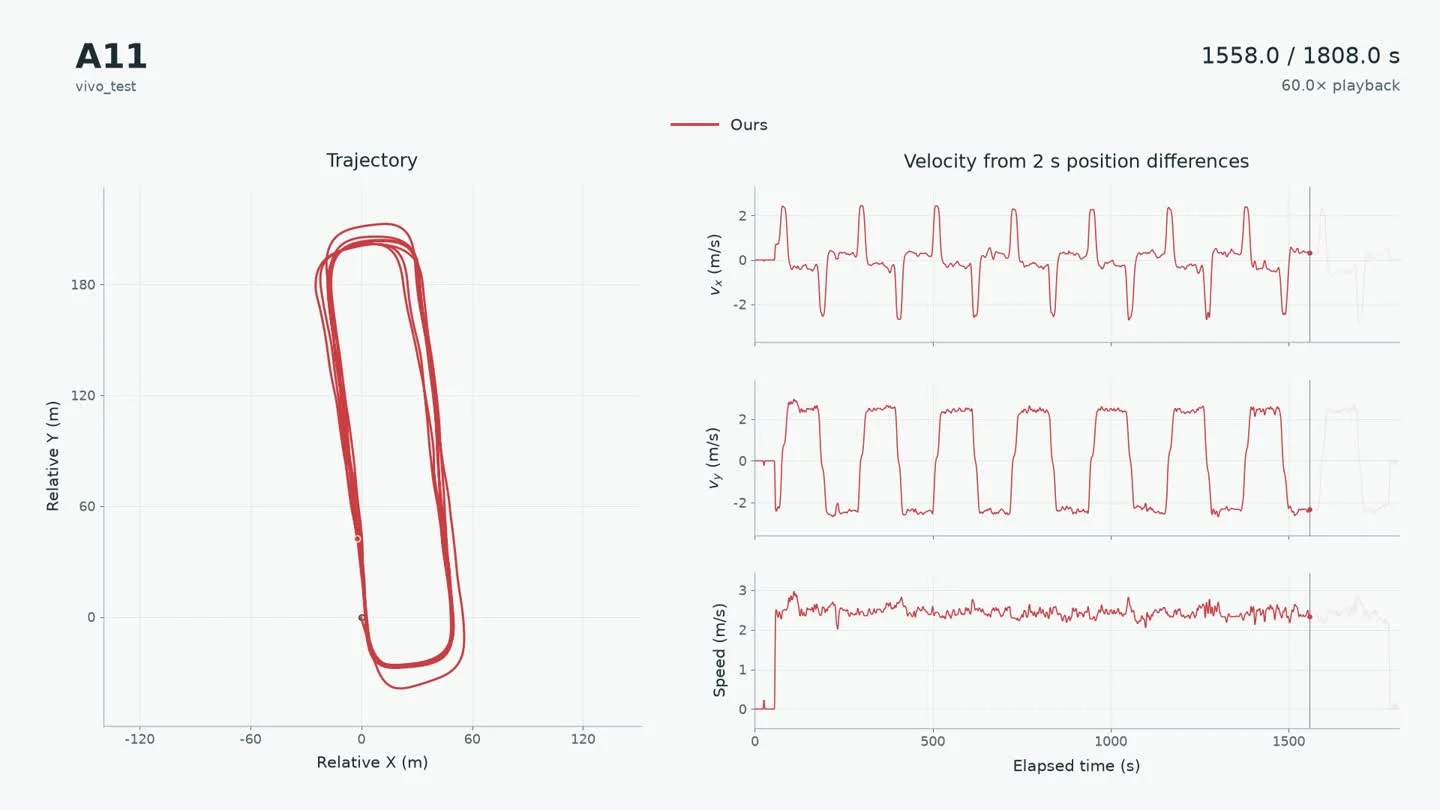 A11
vivo_test
1558.0 / 1808.0 s
60.0× playback
Ours
Trajectory
180
120
60
0
-120
-60
0
60
120
Relative Y (m)
Relative X (m)
Velocity from 2 s position differences
2
0
-2
vx (m/s)
2
0
-2
vy (m/s)
3
2
1
0
Speed (m/s)
0
500
1000
1500
Elapsed time (s)